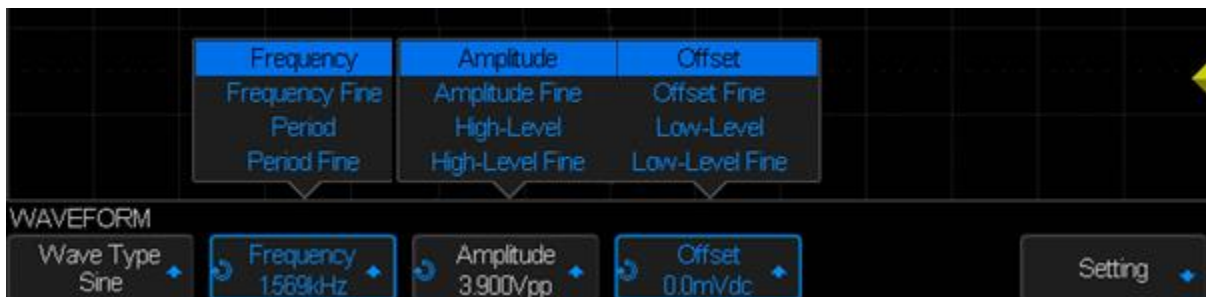 Frequency Amplitude Offset
Frequency Fine Amplitude Fine Offset Fine
Period High-Level Low-Level
Period Fine High-Level Fine Low-Level Fine
WAVEFORM
Wave Type Frequency Amplitude Offset Setting
Sine 1.569kHz 3.900Vpp 0.0mVdc